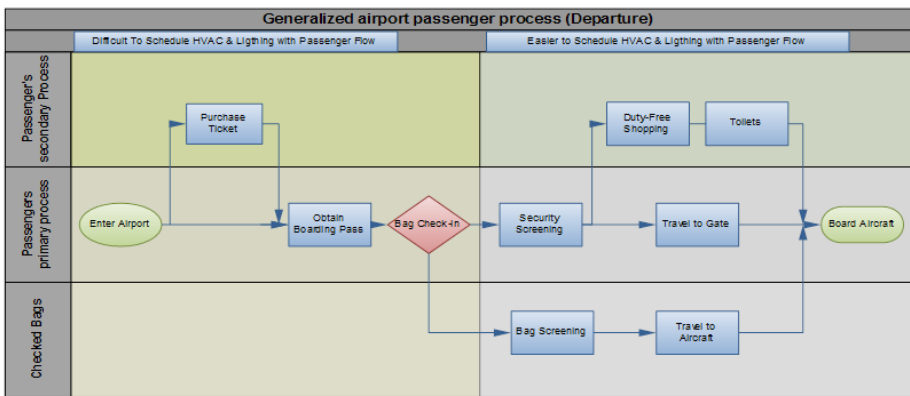 Generalized airport passenger process (Departure)
Difficult To Schedule HVAC & Ligthing with Passenger Flow
Easier to Schedule HVAC & Ligthing with Passenger Flow
Passenger's
secondary Process
Purchase
Ticket
Duty-Free
Shopping
Toilets
Passengers
primary process
Enter Airport
Obtain
Boarding Pass
Bag Check-In
Security
Screening
Travel to Gate
Board Aircraft
Checked Bags
Bag Screening
Travel to
Aircraft